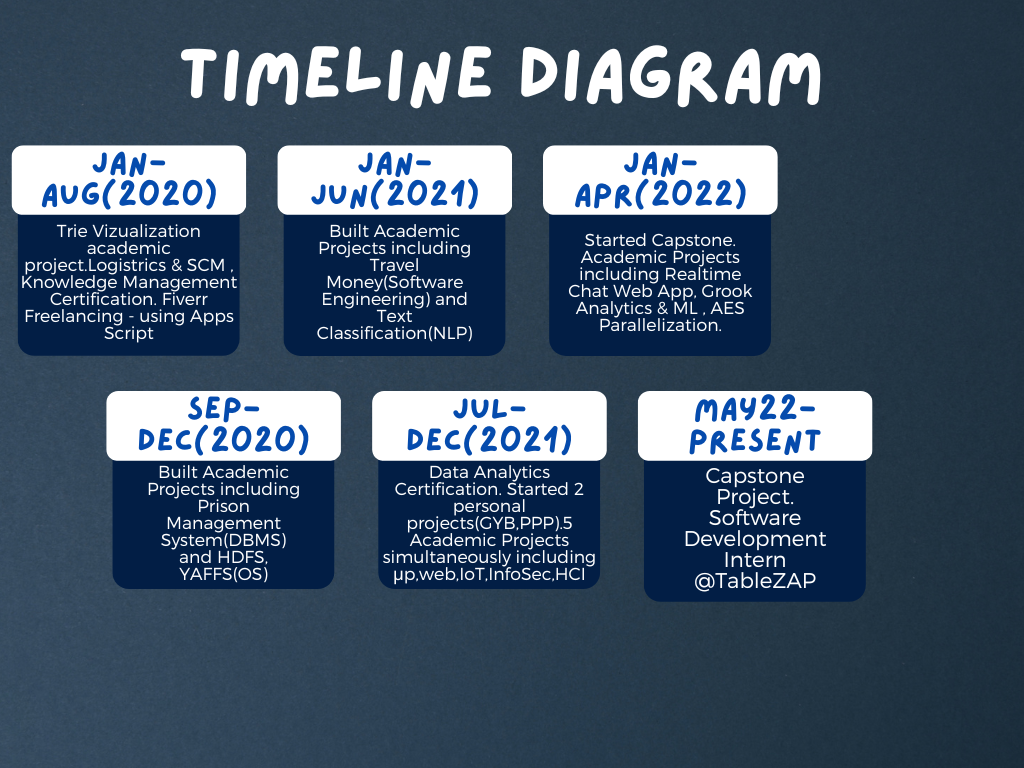 TIMELINE DIAGRAM
JAN-
AUG(2020)
Trie Vizualization
academic
project.Logistrics & SCM ,
Knowledge Management
Certification. Fiverr
Freelancing - using Apps
Script
JAN-
JUN(2021)
Built Academic
Projects including
Travel
Money(Software
Engineering) and
Text
Classification(NLP)
JAN-
APR(2022)
Started Capstone.
Academic Projects
including Realtime
Chat Web App, Grook
Analytics & ML , AES
Parallelization.
SEP-
DEC(2020)
Built Academic
Projects including
Prison
Management
System(DBMS)
and HDFS,
YAFFS(OS)
JUL-
DEC(2021)
Data Analytics
Certification. Started 2
personal
projects(GYB,PPP).5
Academic Projects
simultaneously including
μp,web,IoT,InfoSec,HCI
MAY22-
PRESENT
Capstone
Project.
Software
Development
Intern
@TableZAP